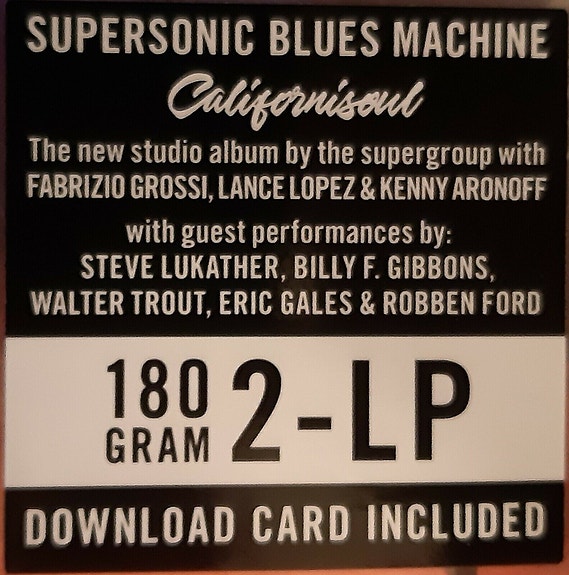 SUPERSONIC BLUES MACHINE
Californisoul
The new studio album by the supergroup with
FABRIZIO GROSSI, LANCE LOPEZ & KENNY ARONOFF
with guest performances by:
STEVE LUKATHER, BILLY F. GIBBONS,
WALTER TROUT, ERIC GALES & ROBBEN FORD
180 GRAM 2-LP
DOWNLOAD CARD INCLUDED